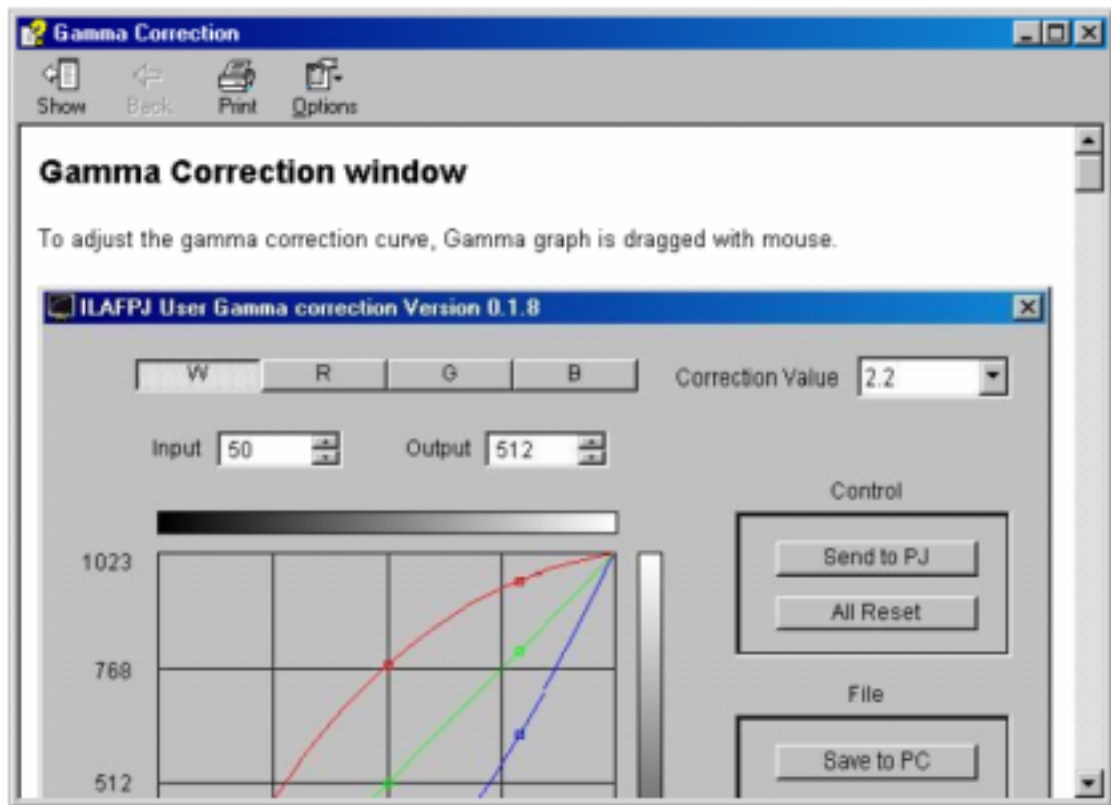 Gamma Correction
Show Back Print Options
Gamma Correction window
To adjust the gamma correction curve, Gamma graph is dragged with mouse.
ILAFPJ User Gamma correction Version 0.1.8
W R G B Correction Value 2.2
Input 50 Output 512
Control
1023
Send to PJ
All Reset
768
File
Save to PC
512